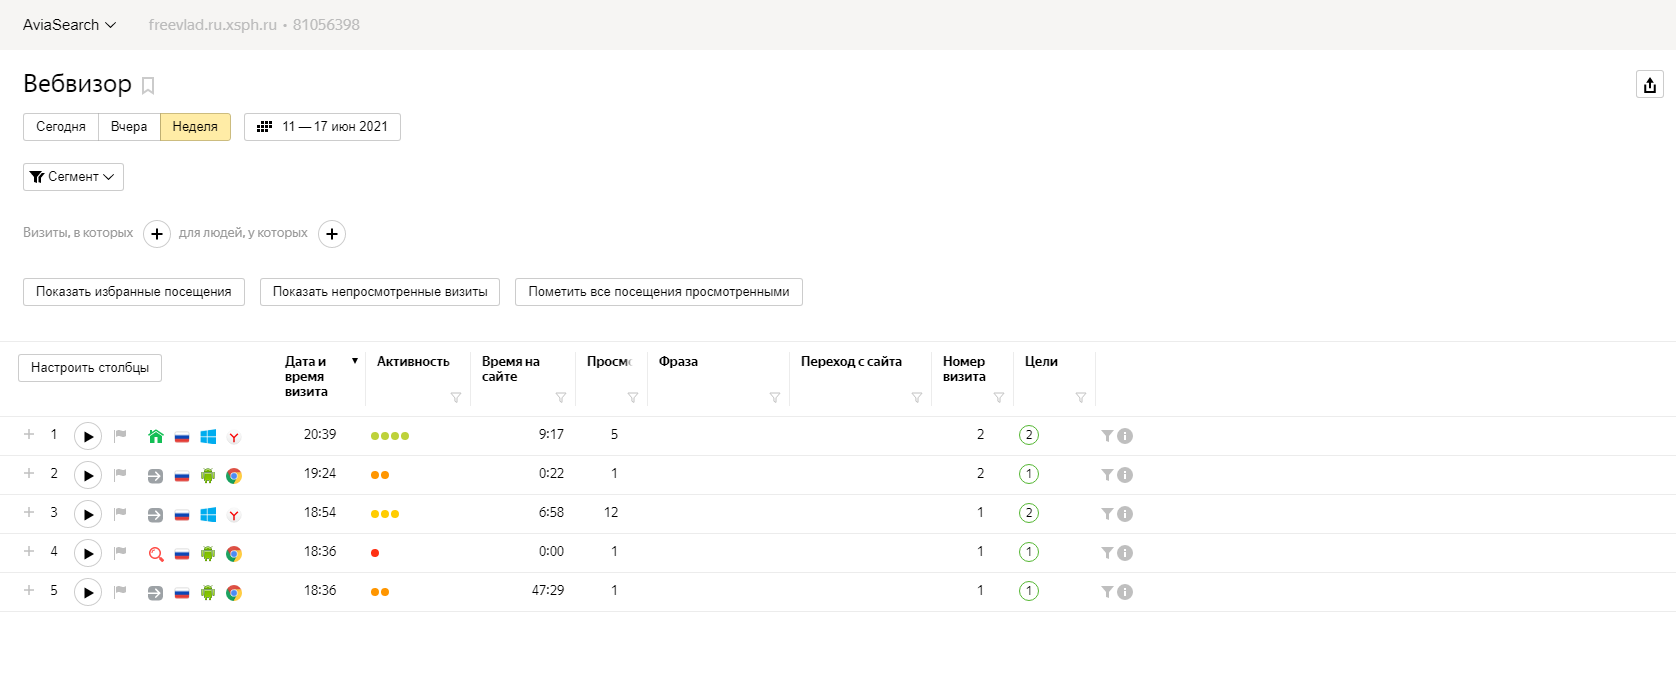 AviaSearch freevlad.ru.xsph.ru • 81056398
Вебвизор
Сегодня Вчера Неделя 11 — 17 июн 2021
Сегмент
Визиты, в которых + для людей, у которых +
Показать избранные посещения Показать непросмотренные визиты Пометить все посещения просмотренными
Настроить столбцы
Дата и
время
визита
Активность
Время на
сайте
Просм
Фраза
Переход с сайта
Номер
визита
Цели
1 20:39 9:17 5 2 2
2 19:24 0:22 1 2 1
3 18:54 6:58 12 1 2
4 18:36 0:00 1 1 1
5 18:36 47:29 1 1 1